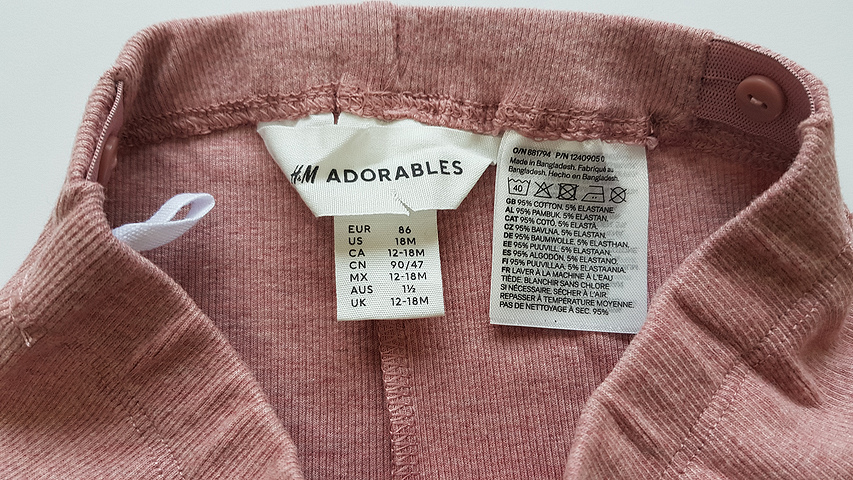 H&M ADORABLES
EUR 86
US 18M
CA 12-18M
CN 90/47
MX 12-18M
AUS 1½
UK 12-18M
O/N 681794 P/N 1240905 0
Made in Bangladesh. Fabriqué au
Bangladesh. Hecho en Bangladesh.
40
GB 95% COTTON. 5% ELASTANE.
AL 95% PAMBUK. 5% ELASTAN.
CAT 95% COTÓ. 5% ELASTÀ.
CZ 95% BAVLNA. 5% ELASTAN.
DE 95% BAUMWOLLE. 5% ELASTHAN.
EE 95% PUUVILL. 5% ELASTAAN.
ES 95% ALGODÓN. 5% ELASTANO.
FI 95% PUUVILLAA. 5% ELASTAANIA.
FR LAVER À LA MACHINE À L'EAU
TIÈDE. BLANCHIR SANS CHLORE
SI NÉCESSAIRE. SÉCHER À L'AIR.
REPASSER À TEMPÉRATURE MOYENNE.
PAS DE NETTOYAGE À SEC. 95%